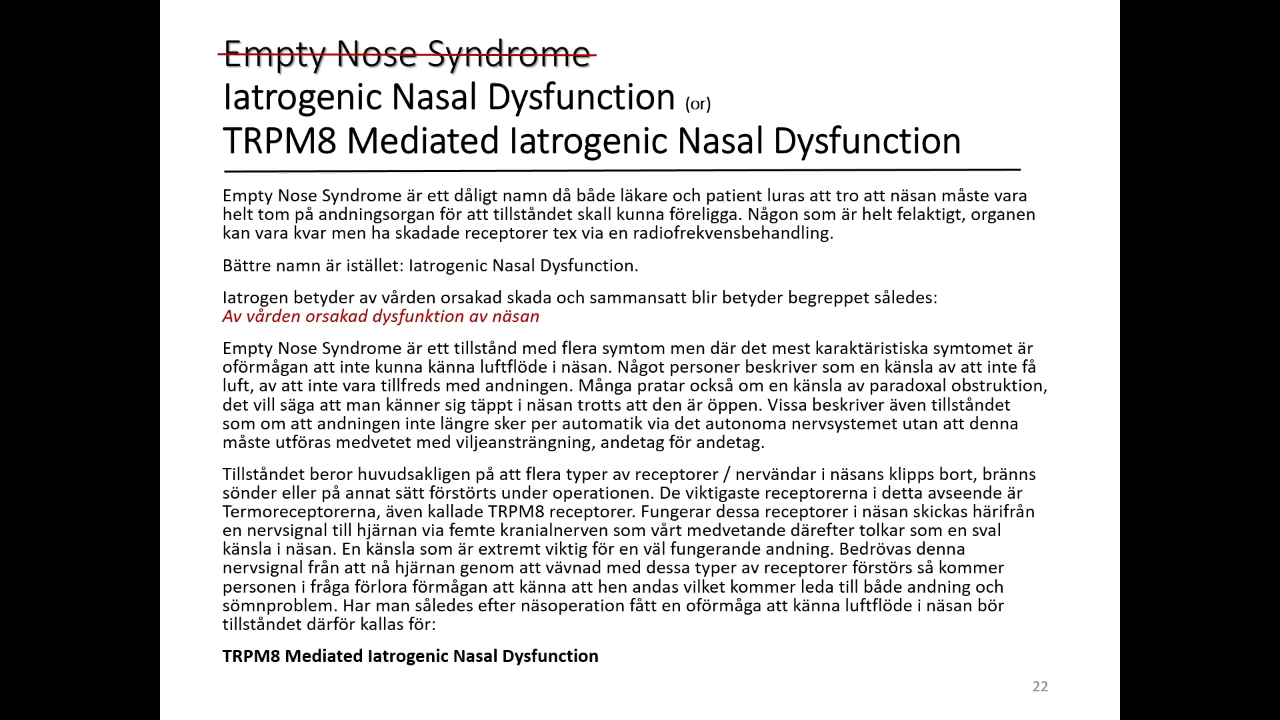 Empty Nose Syndrome
Iatrogenic Nasal Dysfunction (or)
TRPM8 Mediated Iatrogenic Nasal Dysfunction
Empty Nose Syndrome är ett dåligt namn då både läkare och patient luras att tro att näsan måste vara
helt tom på andningsorgan för att tillståndet skall kunna föreligga. Någon som är helt felaktigt, organen
kan vara kvar men ha skadade receptorer tex via en radiofrekvensbehandling.
Bättre namn är istället: Iatrogenic Nasal Dysfunction.
Iatrogen betyder av vården orsakad skada och sammansatt blir betyder begreppet således:
Av vården orsakad dysfunktion av näsan
Empty Nose Syndrome är ett tillstånd med flera symtom men där det mest karaktäristiska symtomet är
oförmågan att inte kunna känna luftflöde i näsan. Något personer beskriver som en känsla av att inte få
luft, av att inte vara tillfreds med andningen. Många pratar också om en känsla av paradoxal obstruktion,
det vill säga att man känner sig täppt i näsan trotts att den är öppen. Vissa beskriver även tillståndet
som om att andningen inte längre sker per automatik via det autonoma nervsystemet utan att denna
måste utföras medvetet med viljeansträngning, andetag för andetag.
Tillståndet beror huvudsakligen på att flera typer av receptorer / nervändar i näsans klipps bort, bränns
sönder eller på annat sätt förstörts under operationen. De viktigaste receptorerna i detta avseende är
Termoreceptorerna, även kallade TRPM8 receptorer. Fungerar dessa receptorer i näsan skickas härifrån
en nervsignal till hjärnan via femte kranialnerven som vårt medvetande därefter tolkar som en sval
känsla i näsan. En känsla som är extremt viktig för en väl fungerande andning. Bedrövas denna
nervsignal från att nå hjärnan genom att vävnad med dessa typer av receptorer förstörs så kommer
personen i fråga förlora förmågan att känna att hen andas vilket kommer leda till både andning och
sömnproblem. Har man således efter näsoperation fått en oförmåga att känna luftflöde i näsan bör
tillståndet därför kallas för:
TRPM8 Mediated Iatrogenic Nasal Dysfunction
22